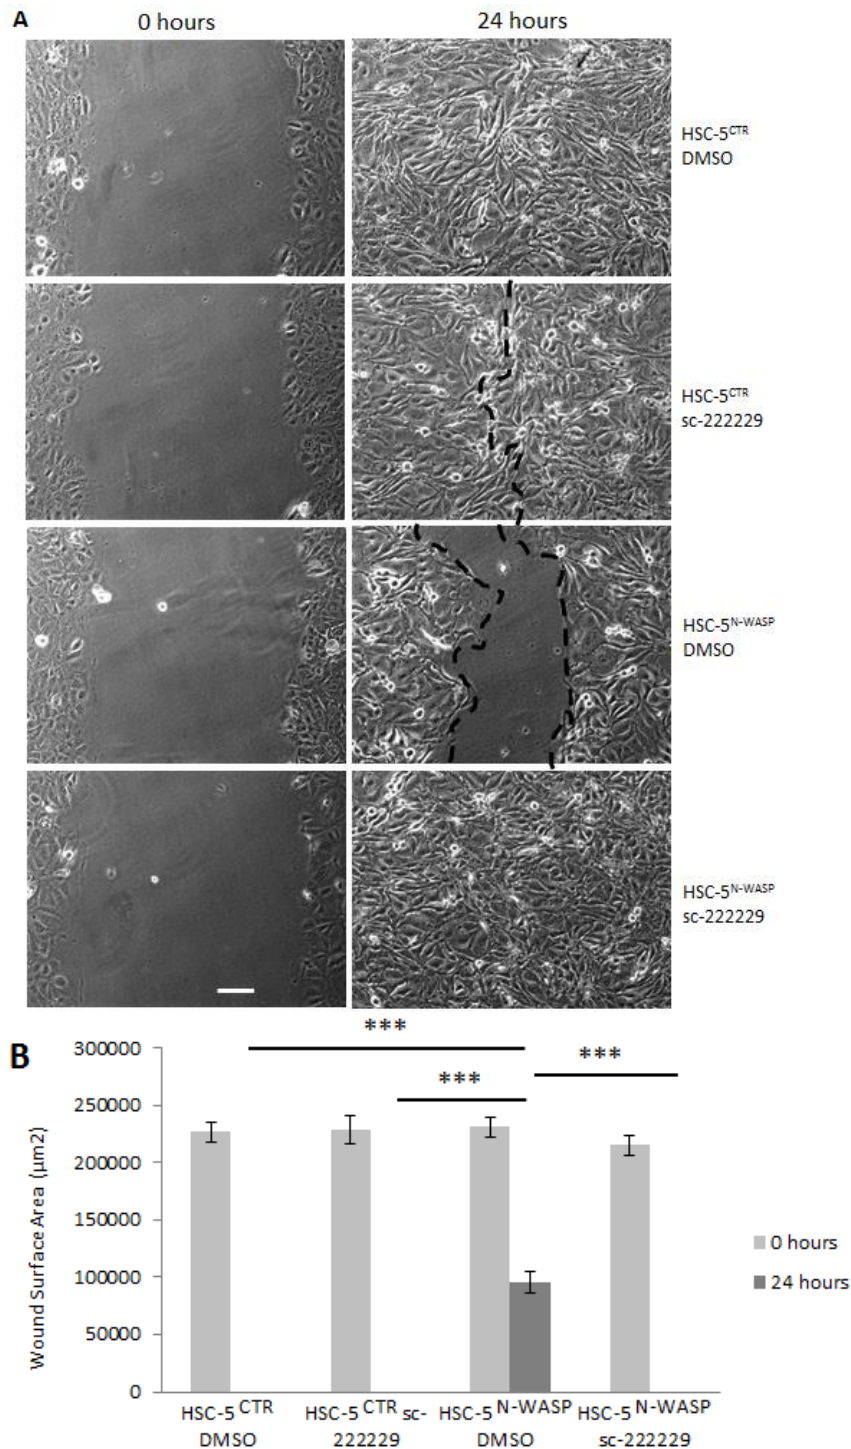 A
0 hours
24 hours
HSC-5CTR
DMSO
HSC-5CTR
sc-222229
HSC-5N-WASP
DMSO
HSC-5N-WASP
sc-222229
B
***
***
***
300000
250000
200000
150000
100000
50000
0
Wound Surface Area (µm2)
0 hours
24 hours
HSC-5 CTR
DMSO
HSC-5 CTR sc-
222229
HSC-5 N-WASP
DMSO
HSC-5 N-WASP
sc-222229